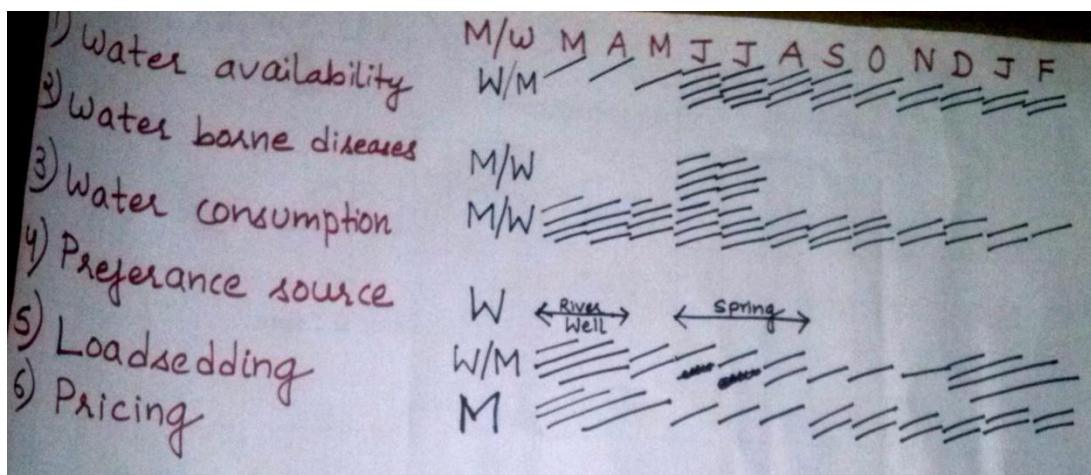 M/W M A M J J A S O N D J F
1) Water availability W/M
2) Water borne diseases M/W
3) Water consumption M/W
4) Preferance source W River Well Spring
5) Loadsedding W/M
6) Pricing M